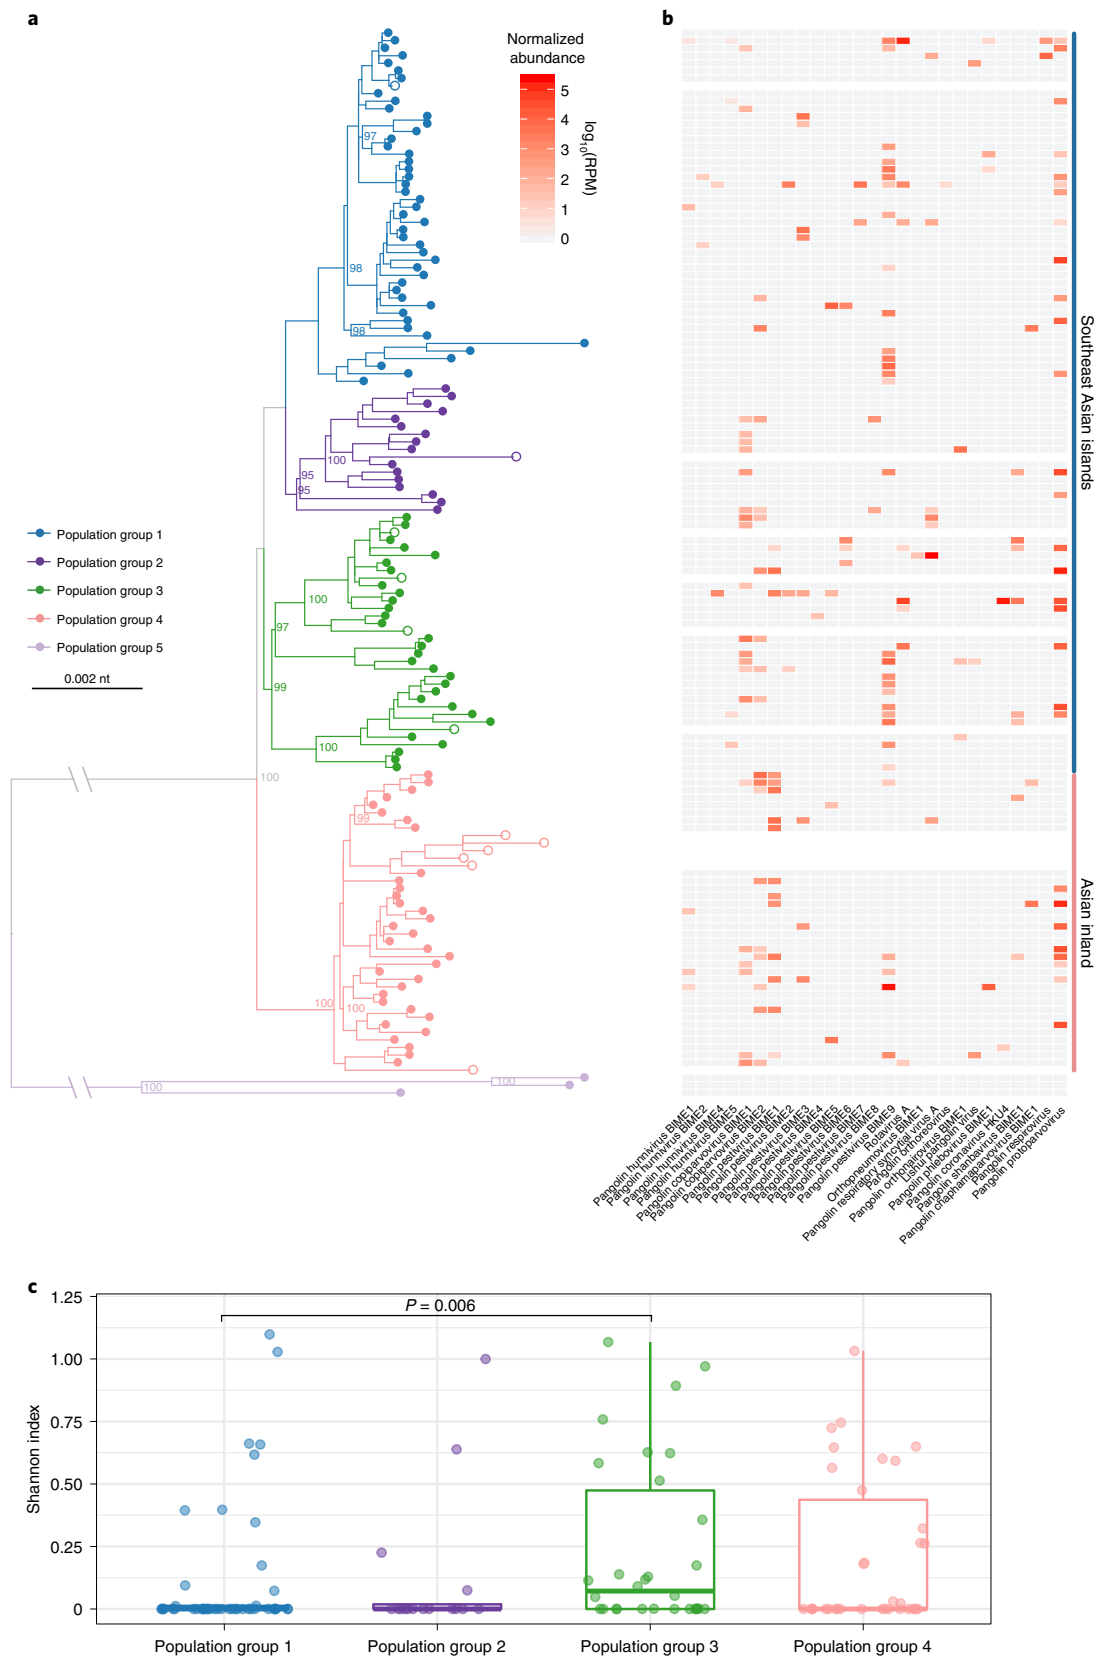 a
b
Normalized
abundance
5
4
3
2
1
0
log10(RPM)
97
98
98
100
95
95
100
97
99
100
100
99
100
100
100
100
Population group 1
Population group 2
Population group 3
Population group 4
Population group 5
0.002 nt
Southeast Asian islands
Asian inland
Pangolin hunnivirus BIME1
Pangolin hunnivirus BIME2
Pangolin hunnivirus BIME4
Pangolin hunnivirus BIME5
Pangolin copiparvovirus BIME1
Pangolin copiparvovirus BIME2
Pangolin pestivirus BIME1
Pangolin pestivirus BIME2
Pangolin pestivirus BIME3
Pangolin pestivirus BIME4
Pangolin pestivirus BIME5
Pangolin pestivirus BIME6
Pangolin pestivirus BIME7
Pangolin pestivirus BIME8
Pangolin pestivirus BIME9
Rotavirus A
Orthopneumovirus BIME1
Pangolin respiratory syncytial virus A
Pangolin orthoreovirus
Pangolin orthonairovirus BIME1
Lishui pangolin virus
Pangolin phlebovirus BIME1
Pangolin coronavirus HKU4
Pangolin shanbavirus BIME1
Pangolin chaphamaparvovirus BIME1
Pangolin respirovirus
Pangolin protoparvovirus
c
P = 0.006
1.25
1.00
0.75
0.50
0.25
0
Shannon index
Population group 1
Population group 2
Population group 3
Population group 4